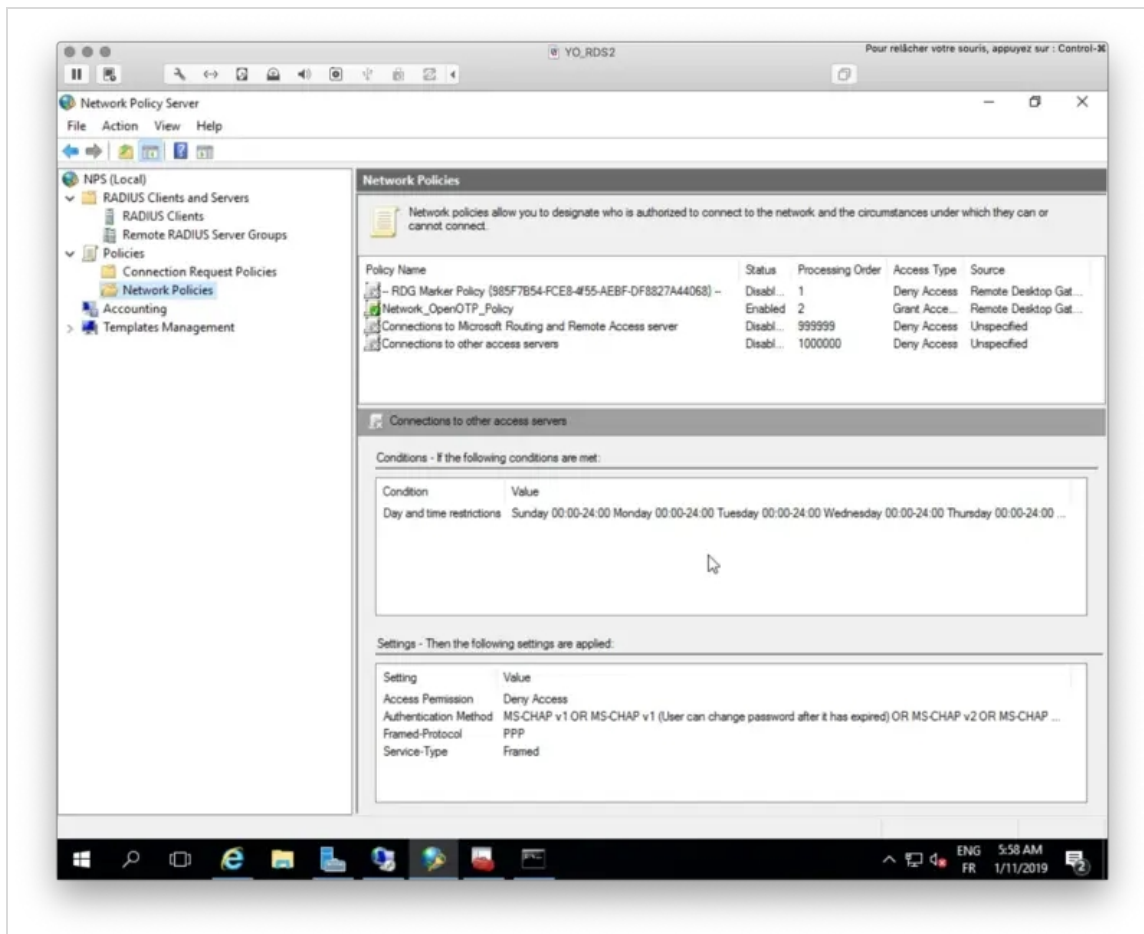 YO_RDS2
Pour relâcher votre souris, appuyez sur : Control-⌘
Network Policy Server
File Action View Help
NPS (Local)
RADIUS Clients and Servers
RADIUS Clients
Remote RADIUS Server Groups
Policies
Connection Request Policies
Network Policies
Accounting
Templates Management
Network Policies
Network policies allow you to designate who is authorized to connect to the network and the circumstances under which they can or
cannot connect.
Policy Name Status Processing Order Access Type Source
-- RDG Marker Policy {985F7B54-FCE8-4f55-AEBF-DF8827A44068} -- Disabl... 1 Deny Access Remote Desktop Gat...
Network_OpenOTP_Policy Enabled 2 Grant Acce... Remote Desktop Gat...
Connections to Microsoft Routing and Remote Access server Disabl... 999999 Deny Access Unspecified
Connections to other access servers Disabl... 1000000 Deny Access Unspecified
Connections to other access servers
Conditions - If the following conditions are met:
Condition Value
Day and time restrictions Sunday 00:00-24:00 Monday 00:00-24:00 Tuesday 00:00-24:00 Wednesday 00:00-24:00 Thursday 00:00-24:00 ...
Settings - Then the following settings are applied:
Setting Value
Access Permission Deny Access
Authentication Method MS-CHAP v1 OR MS-CHAP v1 (User can change password after it has expired) OR MS-CHAP v2 OR MS-CHAP ...
Framed-Protocol PPP
Service-Type Framed
ENG 5:58 AM
FR 1/11/2019
2